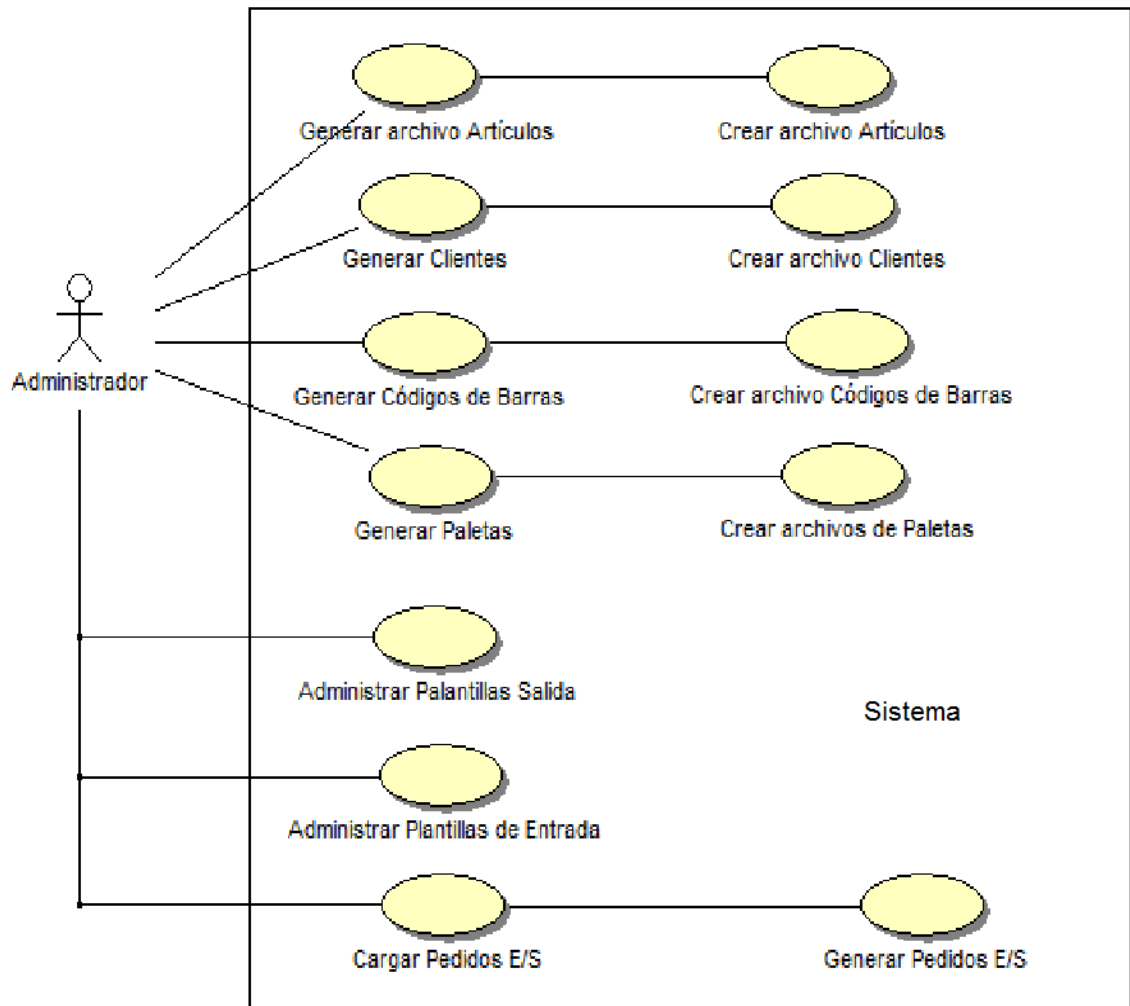 Generar archivo Artículos
Crear archivo Artículos
Generar Clientes
Crear archivo Clientes
Administrador
Generar Códigos de Barras
Crear archivo Códigos de Barras
Generar Paletas
Crear archivos de Paletas
Administrar Palantillas Salida
Sistema
Administrar Plantillas de Entrada
Cargar Pedidos E/S
Generar Pedidos E/S